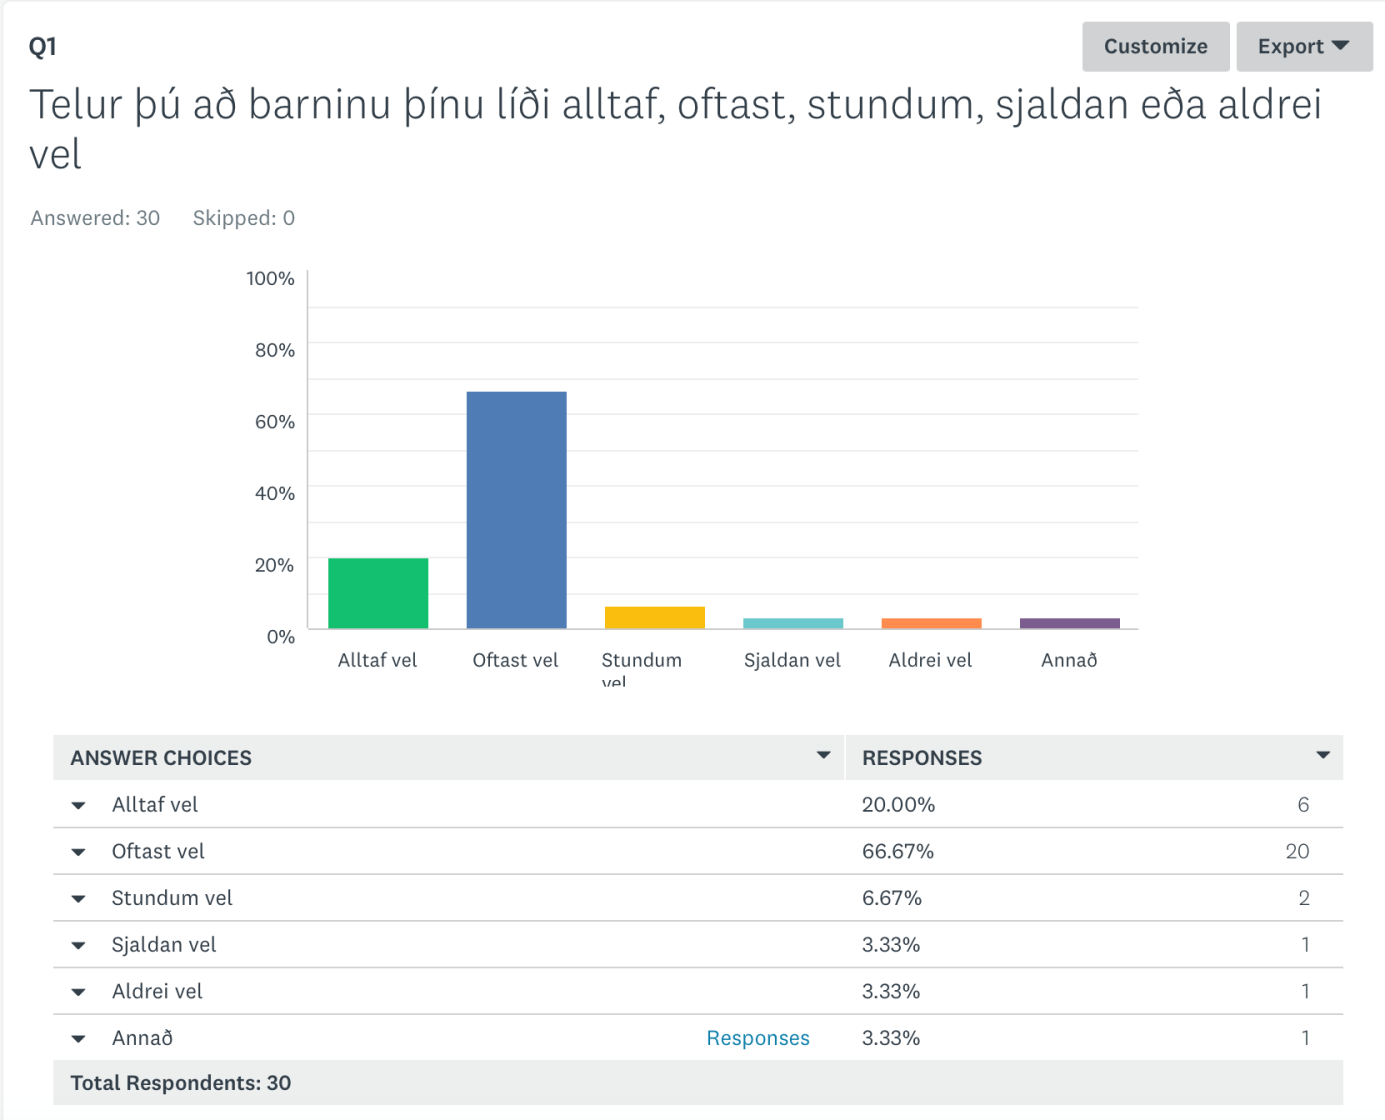 Q1
Customize
Export
Telur þú að barninu þínu líði alltaf, oftast, stundum, sjaldan eða aldrei
vel
Answered: 30 Skipped: 0
100%
80%
60%
40%
20%
0%
Alltaf vel
Oftast vel
Stundum
vel
Sjaldan vel
Aldrei vel
Annað
ANSWER CHOICES RESPONSES
Alltaf vel 20.00% 6
Oftast vel 66.67% 20
Stundum vel 6.67% 2
Sjaldan vel 3.33% 1
Aldrei vel 3.33% 1
Annað Responses 3.33% 1
Total Respondents: 30